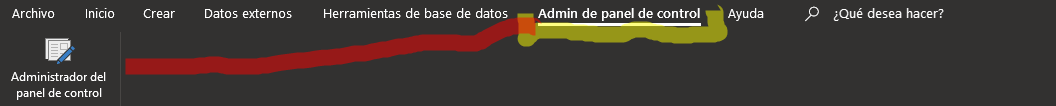 Archivo Inicio Crear Datos externos Herramientas de base de datos Admin de panel de control Ayuda ¿Qué desea hacer?
Administrador del
panel de control